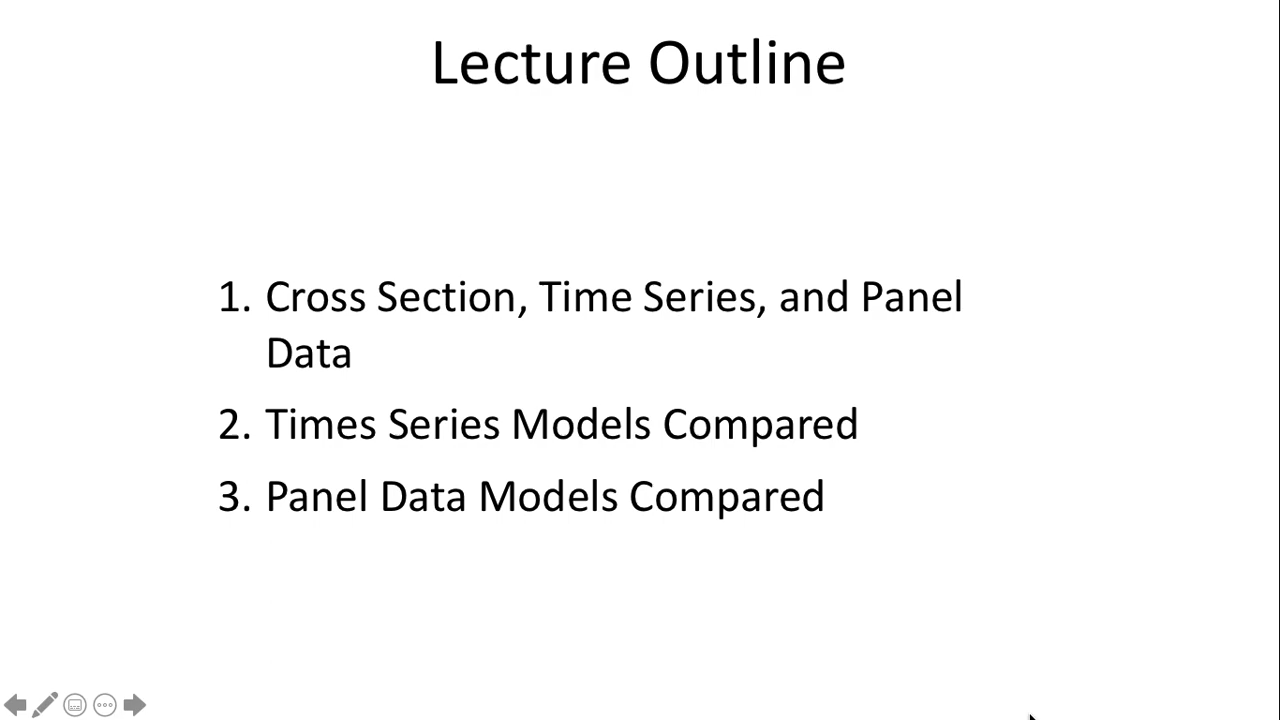 Lecture Outline
1. Cross Section, Time Series, and Panel
Data
2. Times Series Models Compared
3. Panel Data Models Compared